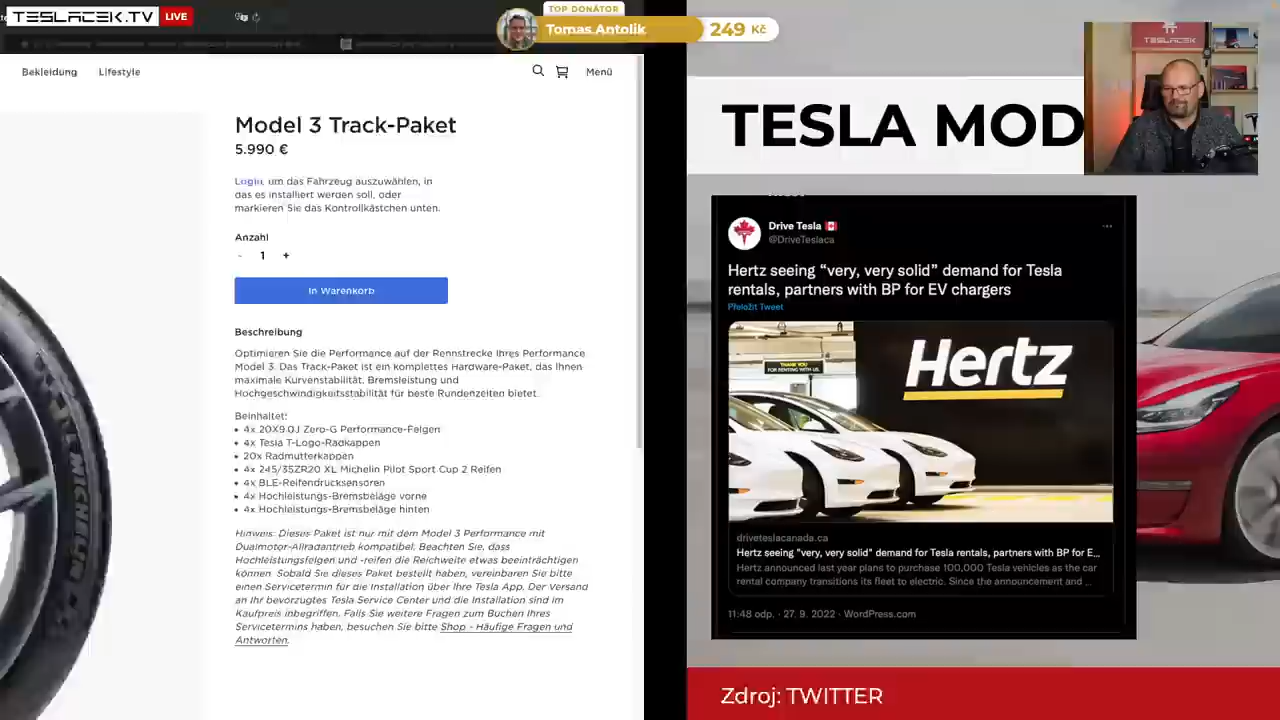 TESLACEK.TV LIVE
TOP DONÁTOR
Tomas Antolik
249 Kč
Bekleidung
Lifestyle
Menü
Model 3 Track-Paket
5.990 €
Login, um das Fahrzeug auszuwählen, in
das es installiert werden soll, oder
markieren Sie das Kontrollkästchen unten.
Anzahl
- 1 +
In Warenkorb
Beschreibung
Optimieren Sie die Performance auf der Rennstrecke Ihres Performance
Model 3. Das Track-Paket ist ein komplettes Hardware-Paket, das Ihnen
maximale Kurvenstabilität, Bremsleistung und
Hochgeschwindigkeitsstabilität für beste Rundenzeiten bietet.
Beinhaltet:
• 4x 20X9.0J Zero-G Performance-Felgen
• 4x Tesla T-Logo-Radkappen
• 20x Radmutterkappen
• 4x 245/35ZR20 XL Michelin Pilot Sport Cup 2 Reifen
• 4x BLE-Reifendrucksensoren
• 4x Hochleistungs-Bremsbeläge vorne
• 4x Hochleistungs-Bremsbeläge hinten
Hinweis: Dieses Paket ist nur mit dem Model 3 Performance mit
Dualmotor-Allradantrieb kompatibel. Beachten Sie, dass
Hochleistungsfelgen und -reifen die Reichweite etwas beeinträchtigen
können. Sobald Sie dieses Paket bestellt haben, vereinbaren Sie bitte
einen Servicetermin für die Installation über Ihre Tesla App. Der Versand
an Ihr bevorzugtes Tesla Service Center und die Installation sind im
Kaufpreis inbegriffen. Falls Sie weitere Fragen zum Buchen Ihres
Servicetermins haben, besuchen Sie bitte Shop - Häufige Fragen und
Antworten.
MICHELIN
TESLA MOD
TESLACEK
Drive Tesla
@DriveTeslaca
Hertz seeing “very, very solid” demand for Tesla
rentals, partners with BP for EV chargers
Přeložit Tweet
THANK YOU
FOR RENTING WITH US.
Hertz
driveteslacanada.ca
Hertz seeing "very, very solid" demand for Tesla rentals, partners with BP for E...
Hertz announced last year plans to purchase 100,000 Tesla vehicles as the car
rental company transitions its fleet to electric. Since the announcement and ...
11:48 odp. · 27. 9. 2022 · WordPress.com
Zdroj: TWITTER